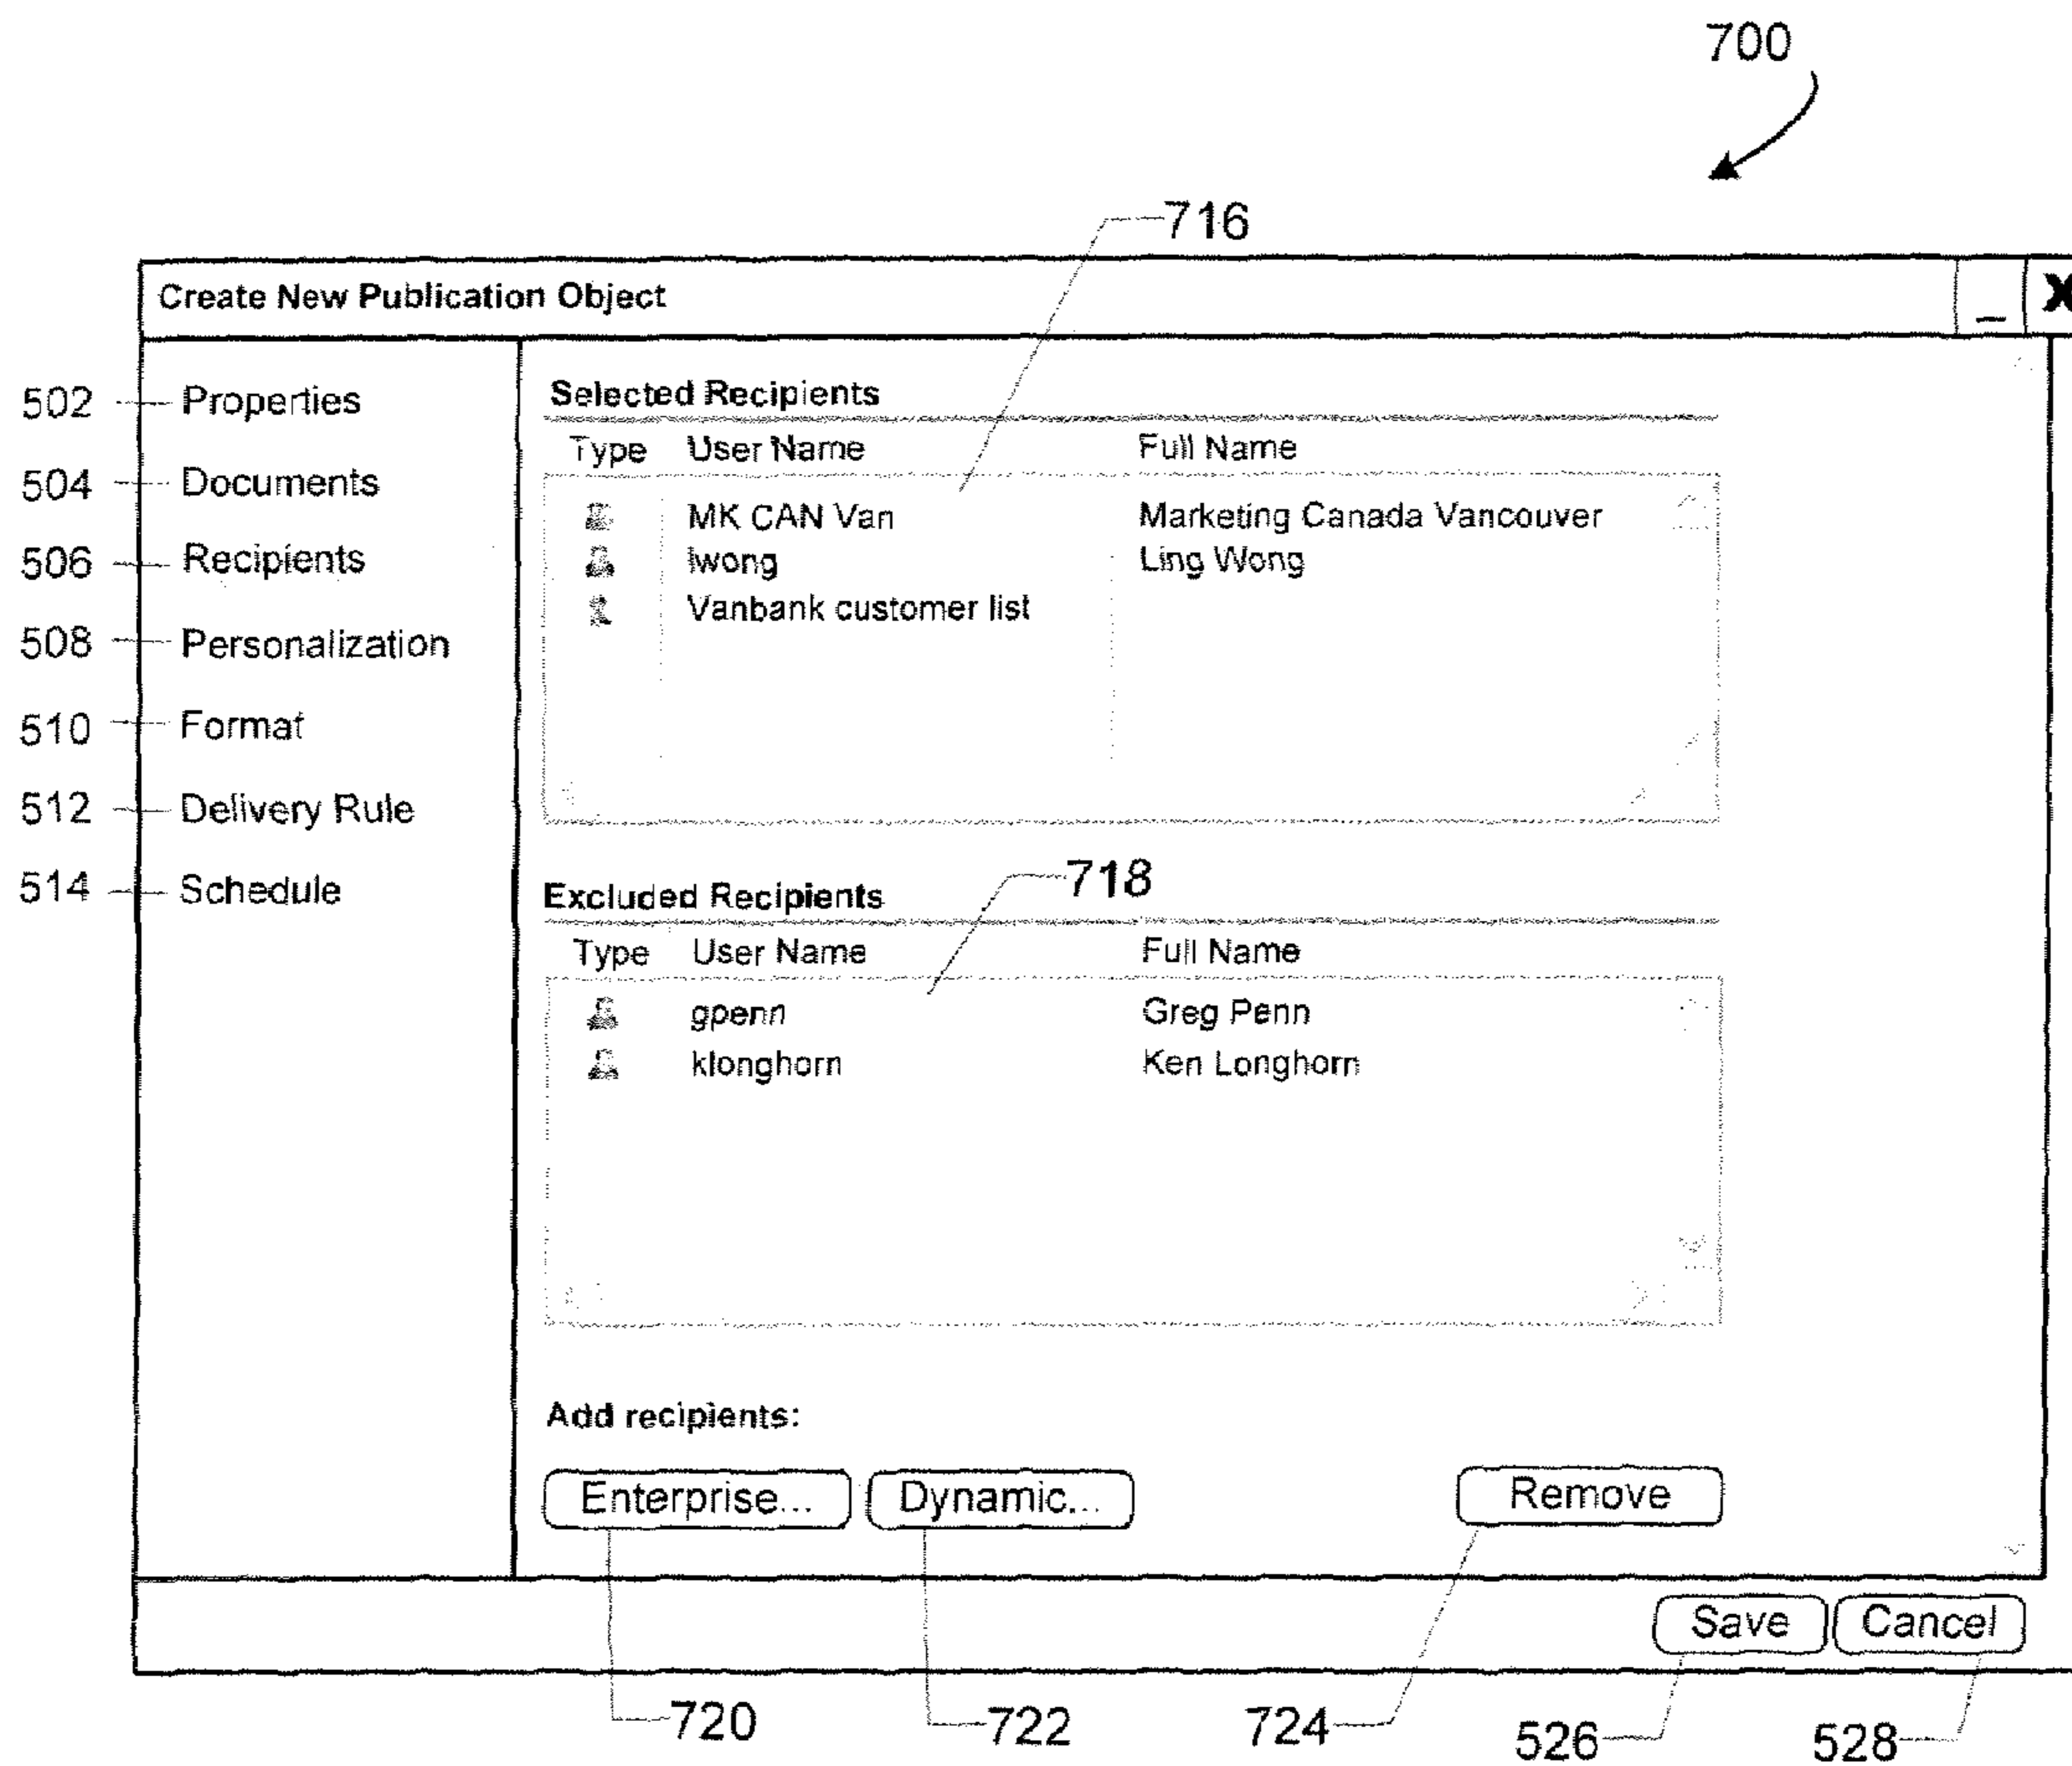 700
716
Create New Publication Object _ X
Selected Recipients
Type User Name Full Name
MK CAN Van Marketing Canada Vancouver
lwong Ling Wong
Vanbank customer list
502 Properties
504 Documents
506 Recipients
508 Personalization
510 Format
512 Delivery Rule
514 Schedule
718
Excluded Recipients
Type User Name Full Name
gpenn Greg Penn
klonghorn Ken Longhorn
Add recipients:
Enterprise... Dynamic... Remove
Save Cancel
720 722 724 526 528